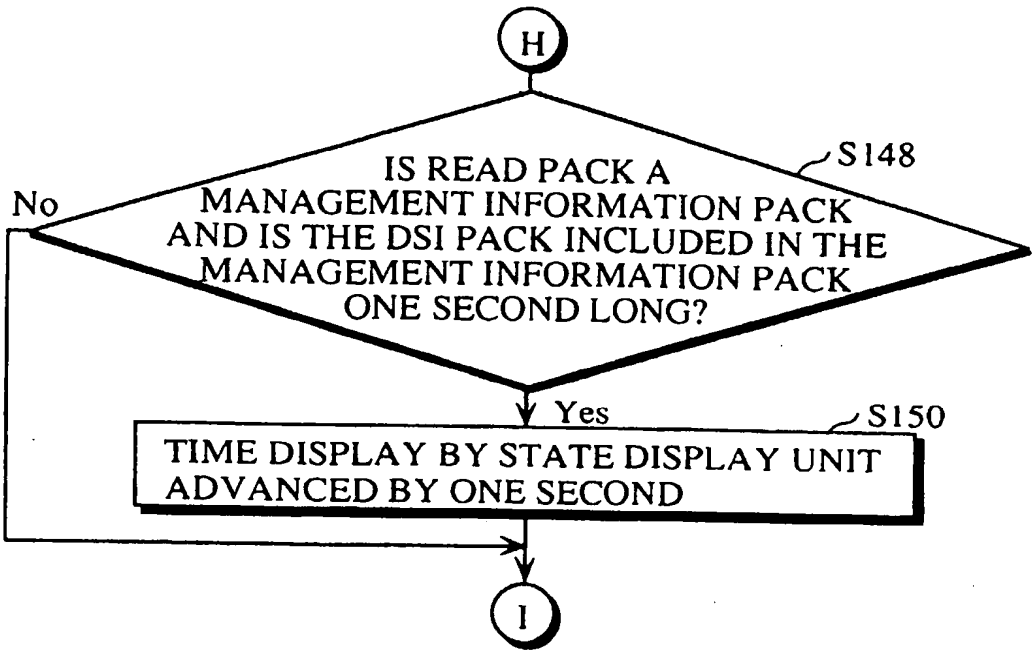 H
S148
IS READ PACK A
MANAGEMENT INFORMATION PACK
AND IS THE DSI PACK INCLUDED IN THE
MANAGEMENT INFORMATION PACK
ONE SECOND LONG?
No
Yes
S150
TIME DISPLAY BY STATE DISPLAY UNIT
ADVANCED BY ONE SECOND
I